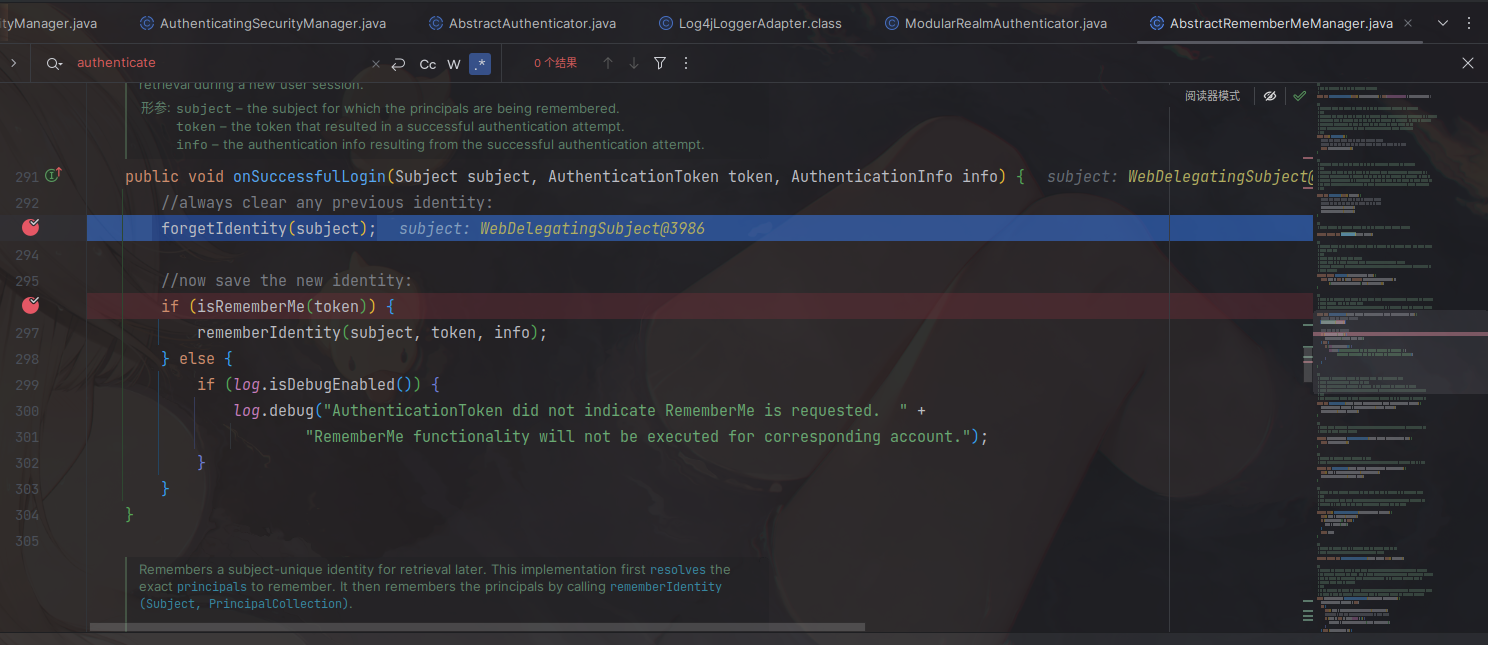 tyManager.java AuthenticatingSecurityManager.java AbstractAuthenticator.java Log4jLoggerAdapter.class ModularRealmAuthenticator.java AbstractRememberMeManager.java
authenticate Cc W .* 0 个结果
retrieval during a new user session.
阅读器模式
形参: subject – the subject for which the principals are being remembered.
token – the token that resulted in a successful authentication attempt.
info – the authentication info resulting from the successful authentication attempt.
291 public void onSuccessfulLogin(Subject subject, AuthenticationToken token, AuthenticationInfo info) { subject: WebDelegatingSubject@
292 //always clear any previous identity:
forgetIdentity(subject); subject: WebDelegatingSubject@3986
294
295 //now save the new identity:
if (isRememberMe(token)) {
297 rememberIdentity(subject, token, info);
298 } else {
299 if (log.isDebugEnabled()) {
300 log.debug("AuthenticationToken did not indicate RememberMe is requested.  " +
301 "RememberMe functionality will not be executed for corresponding account.");
302 }
303 }
304 }
305
Remembers a subject-unique identity for retrieval later. This implementation first resolves the
exact principals to remember. It then remembers the principals by calling rememberIdentity
(Subject, PrincipalCollection).